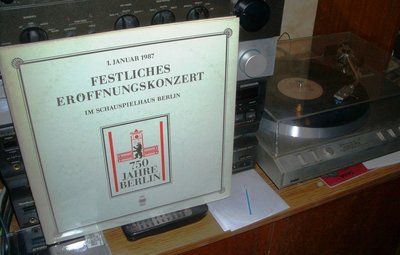 1. JANUAR 1987
FESTLICHES
ERÖFFNUNGSKONZERT
IM SCHAUSPIELHAUS BERLIN
750
JAHRE
BERLIN